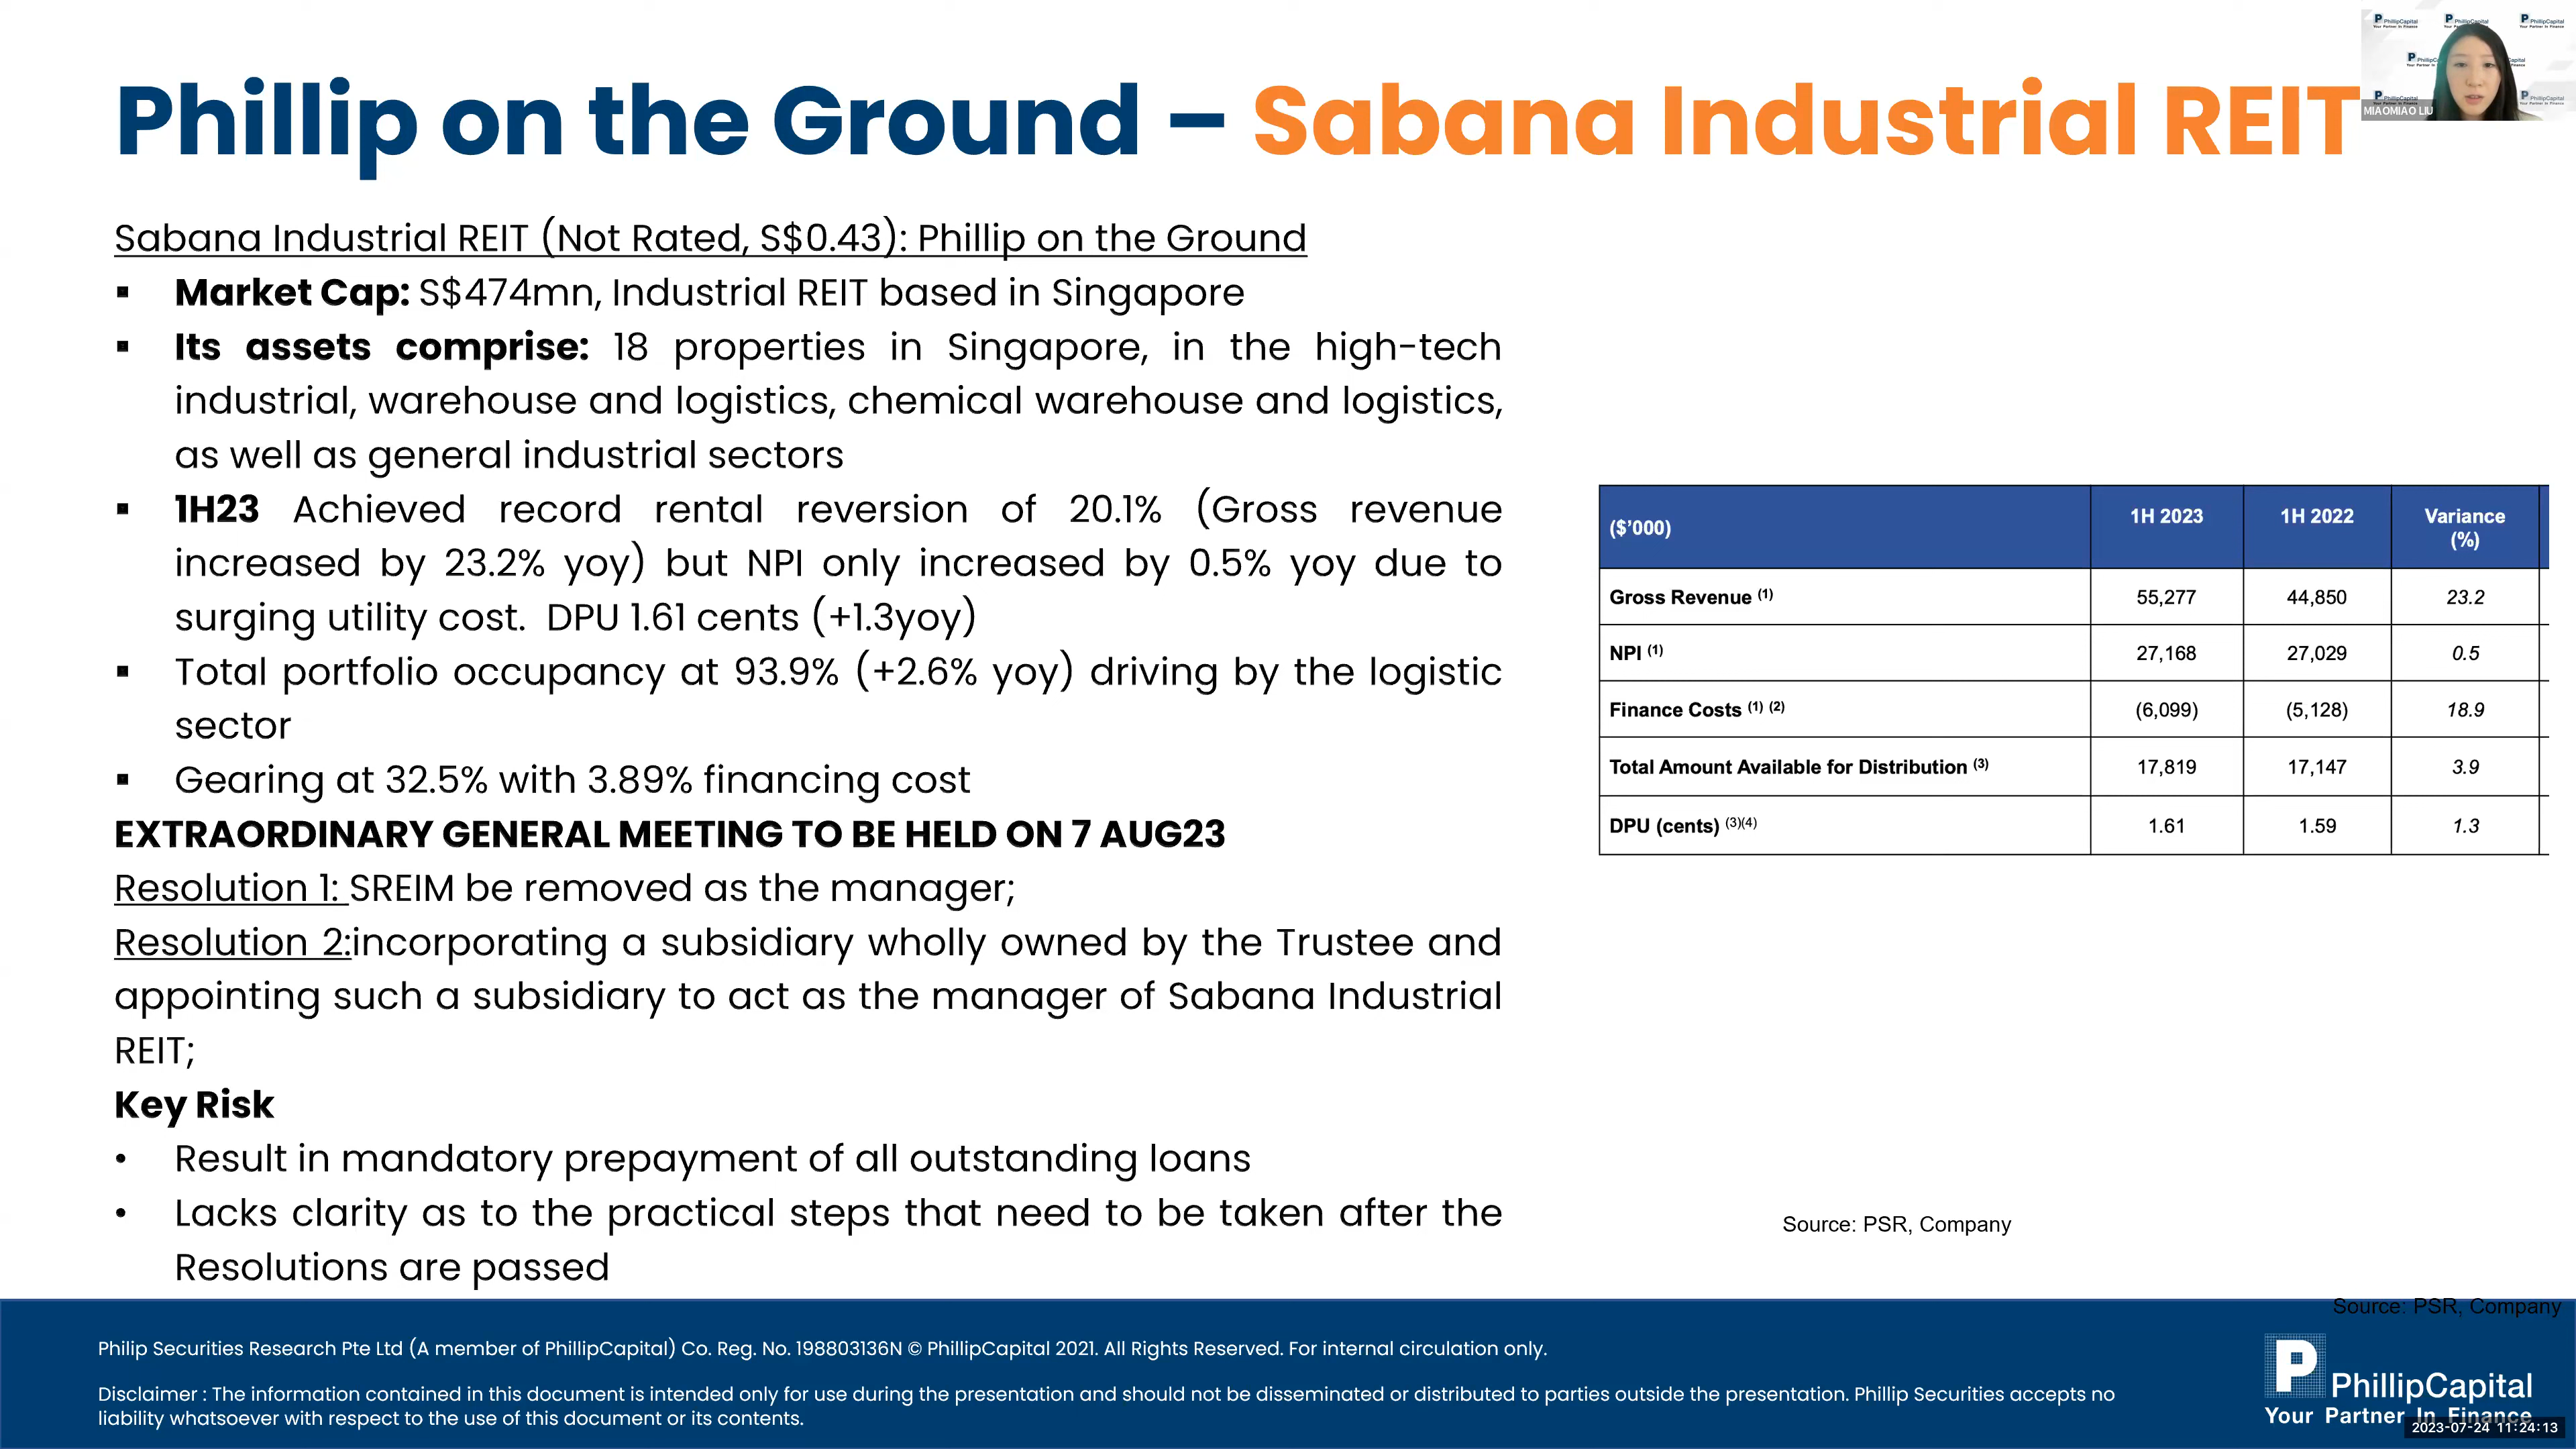 Phillip on the Ground – Sabana Industrial REIT
MIAOMIAO LIU
Sabana Industrial REIT (Not Rated, S$0.43): Phillip on the Ground
▪ Market Cap: S$474mn, Industrial REIT based in Singapore
▪ Its assets comprise: 18 properties in Singapore, in the high-tech
industrial, warehouse and logistics, chemical warehouse and logistics,
as well as general industrial sectors
▪ 1H23 Achieved record rental reversion of 20.1% (Gross revenue
increased by 23.2% yoy) but NPI only increased by 0.5% yoy due to
surging utility cost. DPU 1.61 cents (+1.3yoy)
▪ Total portfolio occupancy at 93.9% (+2.6% yoy) driving by the logistic
sector
▪ Gearing at 32.5% with 3.89% financing cost
EXTRAORDINARY GENERAL MEETING TO BE HELD ON 7 AUG23
Resolution 1: SREIM be removed as the manager;
Resolution 2:incorporating a subsidiary wholly owned by the Trustee and
appointing such a subsidiary to act as the manager of Sabana Industrial
REIT;
Key Risk
• Result in mandatory prepayment of all outstanding loans
• Lacks clarity as to the practical steps that need to be taken after the
Resolutions are passed
($'000) 1H 2023 1H 2022 Variance (%)
Gross Revenue (1) 55,277 44,850 23.2
NPI (1) 27,168 27,029 0.5
Finance Costs (1) (2) (6,099) (5,128) 18.9
Total Amount Available for Distribution (3) 17,819 17,147 3.9
DPU (cents) (3)(4) 1.61 1.59 1.3
Source: PSR, Company
Source: PSR, Company
Philip Securities Research Pte Ltd (A member of PhillipCapital) Co. Reg. No. 198803136N © PhillipCapital 2021. All Rights Reserved. For internal circulation only.
Disclaimer : The information contained in this document is intended only for use during the presentation and should not be disseminated or distributed to parties outside the presentation. Phillip Securities accepts no
liability whatsoever with respect to the use of this document or its contents.
P PhillipCapital
Your Partner In Finance
2023-07-24 11:24:13